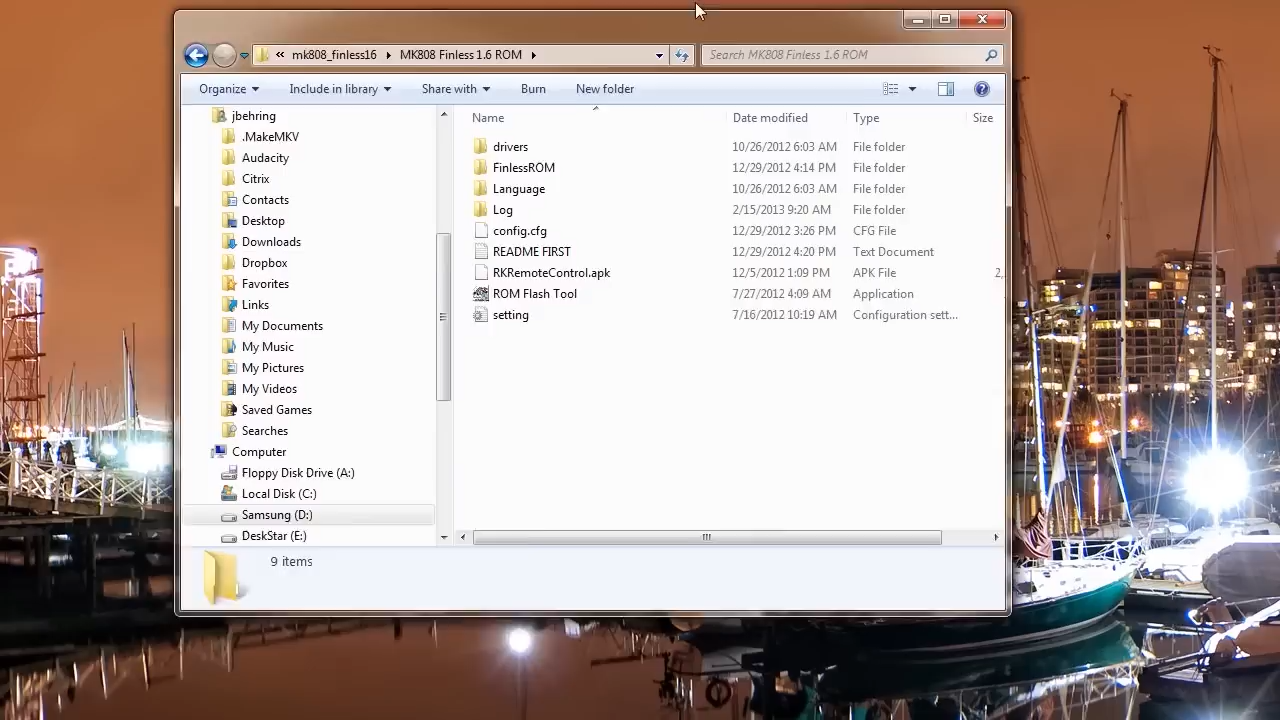 « mk808_finless16 MK808 Finless 1.6 ROM
Search MK808 Finless 1.6 ROM
Organize Include in library Share with Burn New folder
jbehring
.MakeMKV
Audacity
Citrix
Contacts
Desktop
Downloads
Dropbox
Favorites
Links
My Documents
My Music
My Pictures
My Videos
Saved Games
Searches
Computer
Floppy Disk Drive (A:)
Local Disk (C:)
Samsung (D:)
DeskStar (E:)
Name Date modified Type Size
drivers 10/26/2012 6:03 AM File folder
FinlessROM 12/29/2012 4:14 PM File folder
Language 10/26/2012 6:03 AM File folder
Log 2/15/2013 9:20 AM File folder
config.cfg 12/29/2012 3:26 PM CFG File
README FIRST 12/29/2012 4:20 PM Text Document
RKRemoteControl.apk 12/5/2012 1:09 PM APK File 2,
ROM Flash Tool 7/27/2012 4:09 AM Application
setting 7/16/2012 10:19 AM Configuration sett...
9 items